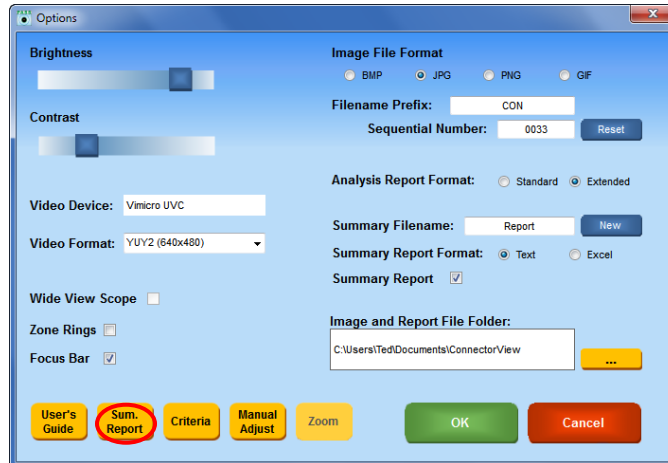 Options
Brightness
Contrast
Video Device: Vimicro UVC
Video Format: YUY2 (640x480)
Wide View Scope
Zone Rings
Focus Bar
Image File Format
BMP JPG PNG GIF
Filename Prefix: CON
Sequential Number: 0033 Reset
Analysis Report Format: Standard Extended
Summary Filename: Report New
Summary Report Format: Text Excel
Summary Report
Image and Report File Folder:
C:\Users\Ted\Documents\ConnectorView
...
User's Guide
Sum. Report
Criteria
Manual Adjust
Zoom
OK
Cancel